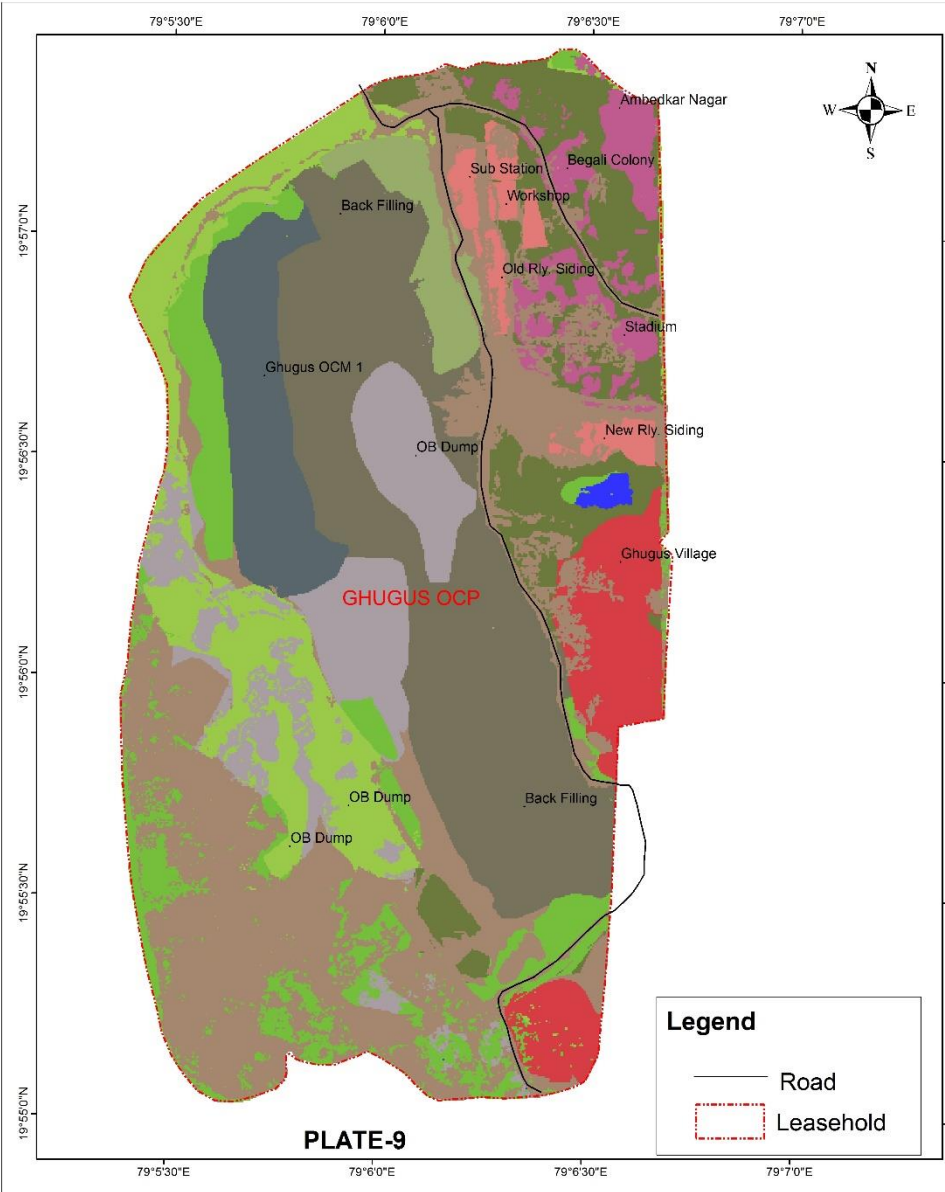 79°5'30"E 79°6'0"E 79°6'30"E 79°7'0"E
N
W E
S
Ambedkar Nagar
Begali Colony
Sub Station
Workshop
Back Filling
19°57'0"N
Old Rly. Siding
Stadium
Ghugus OCM 1
New Rly. Siding
OB Dump
19°56'30"N
Ghugus Village
GHUGUS OCP
19°56'0"N
OB Dump
Back Filling
OB Dump
19°55'30"N
Legend
Road
Leasehold
19°55'0"N
PLATE-9
79°5'30"E 79°6'0"E 79°6'30"E 79°7'0"E